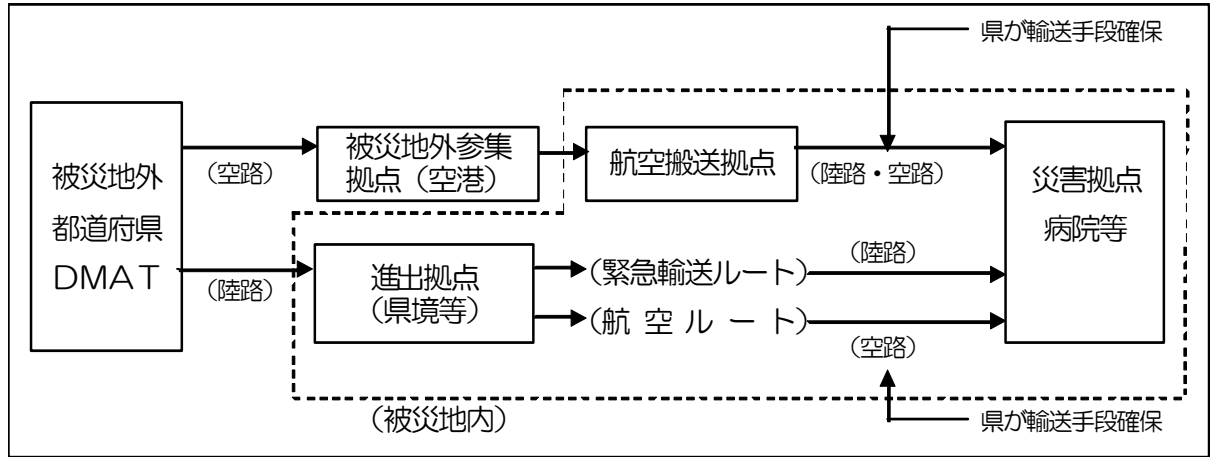 県が輸送手段確保
被災地外
都道府県
DMAT
(空路)
被災地外参集
拠点(空港)
航空搬送拠点
(陸路・空路)
災害拠点
病院等
(陸路)
進出拠点
(県境等)
(緊急輸送ルート)
(陸路)
(航空ルート)
(空路)
(被災地内)
県が輸送手段確保